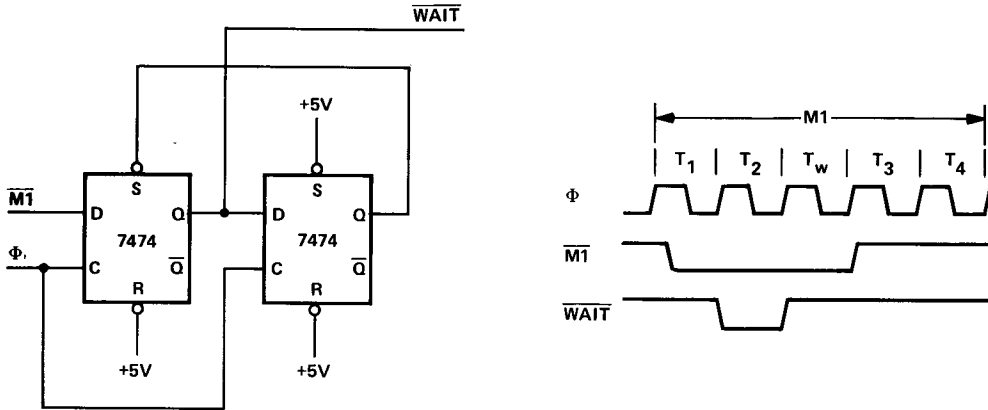 WAIT
+5V
M1
T1 T2 Tw T3 T4
S
S
M1
D Q
D Q
Φ
7474
7474
Φ
C Q
C Q
M1
R
R
WAIT
+5V
+5V